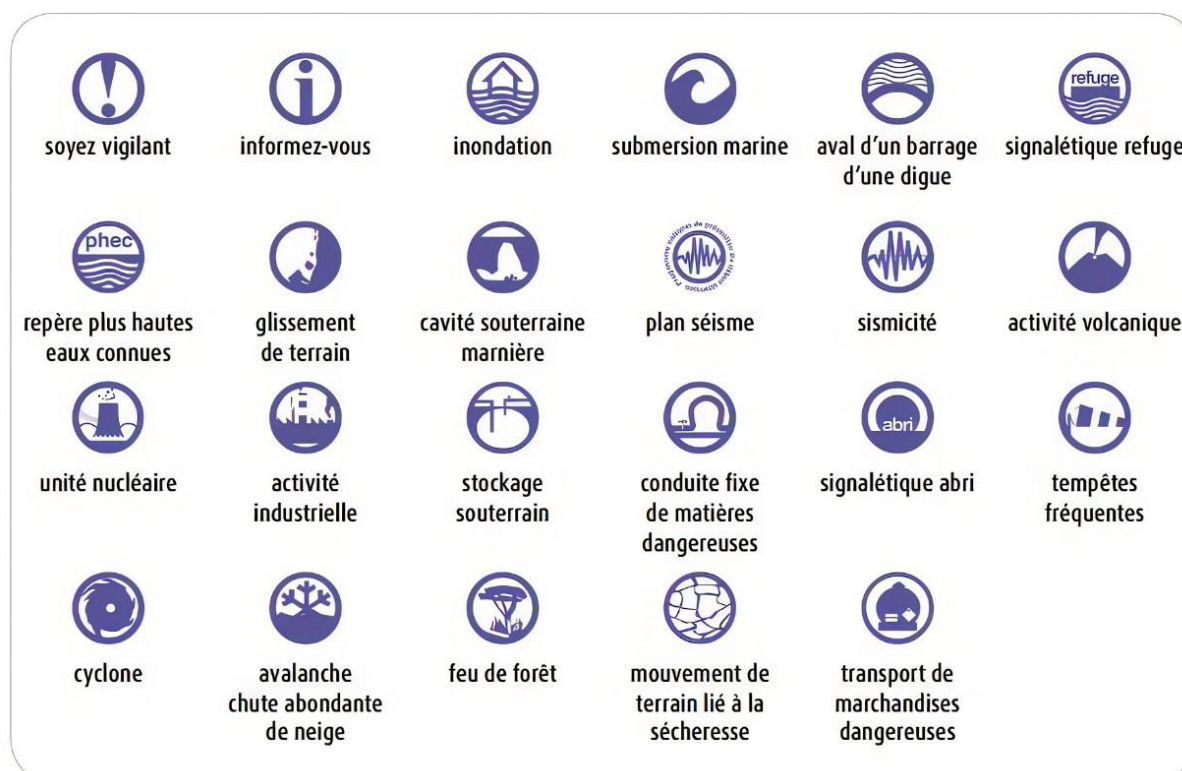 soyez vigilant
informez-vous
inondation
submersion marine
aval d'un barrage
d'une digue
refuge
signalétique refuge
phec
repère plus hautes
eaux connues
glissement
de terrain
cavité souterraine
marnière
plan séisme
sismicité
activité volcanique
unité nucléaire
activité
industrielle
stockage
souterrain
conduite fixe
de matières
dangereuses
abri
signalétique abri
tempêtes
fréquentes
cyclone
avalanche
chute abondante
de neige
feu de forêt
mouvement de
terrain lié à la
sécheresse
transport de
marchandises
dangereuses